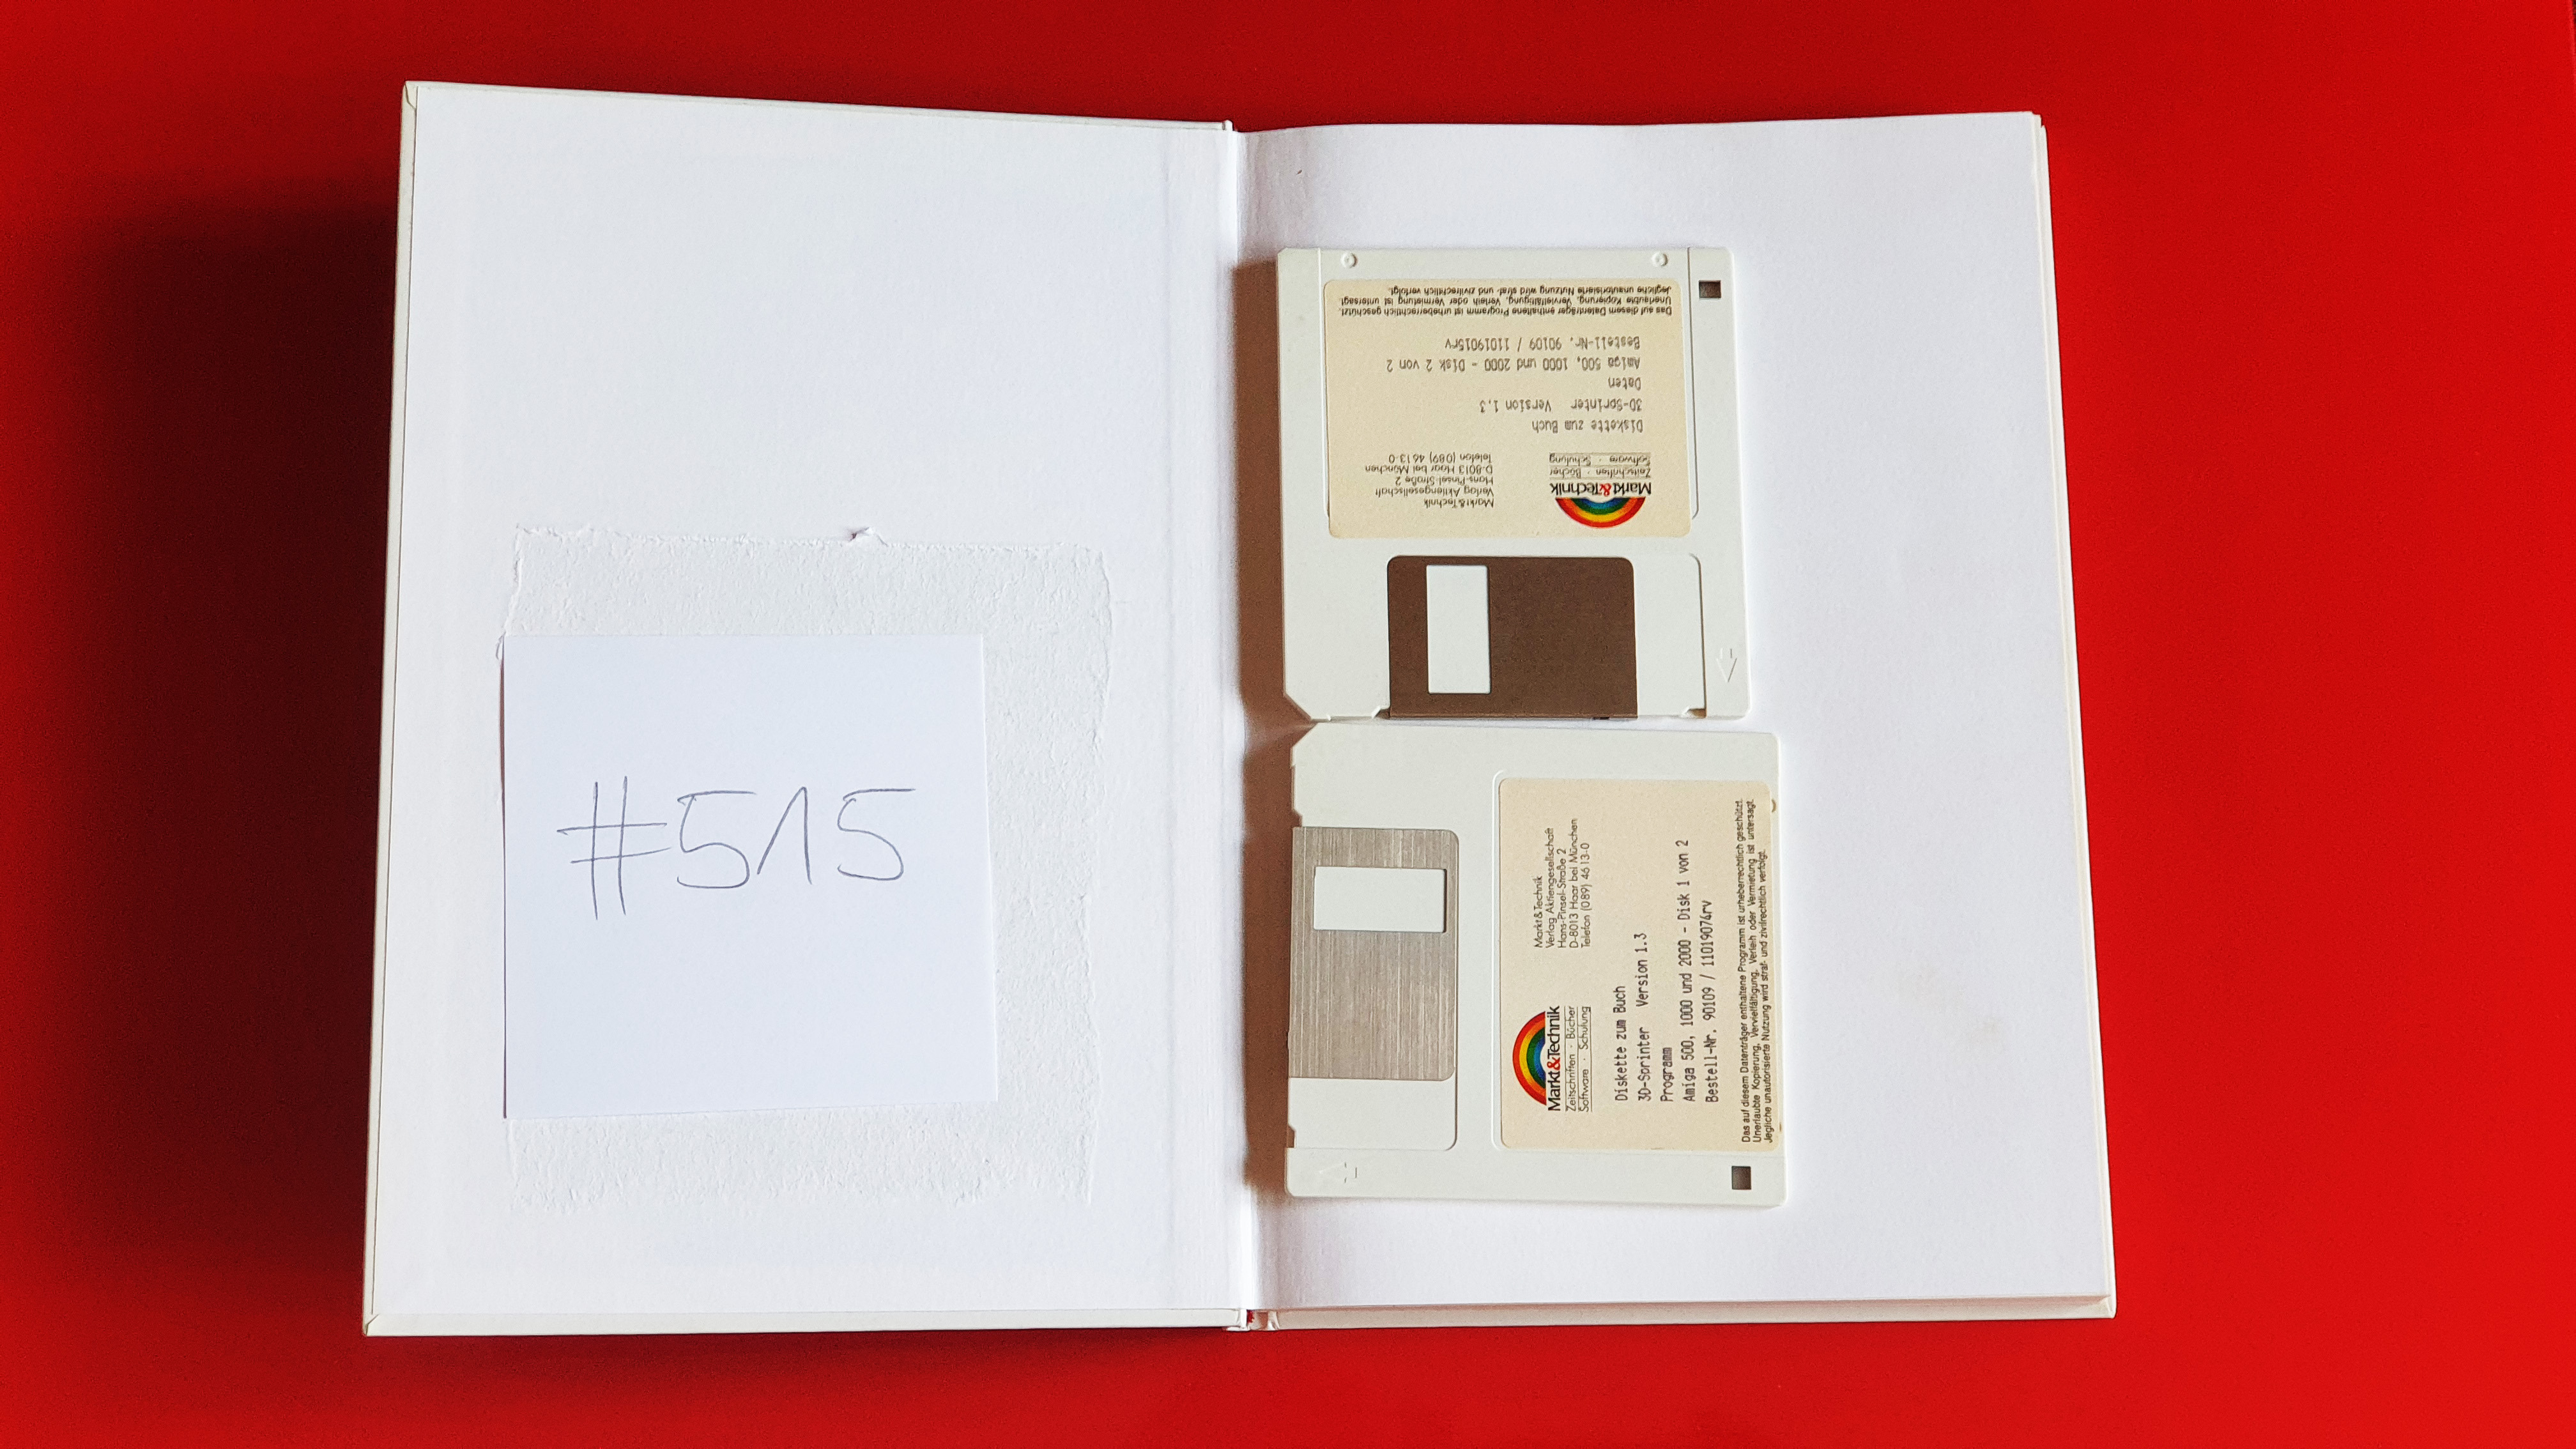 #515
Das auf diesem Datenträger enthaltene Programm ist urheberrechtlich geschützt.
Unerlaubte Kopierung, Vervielfältigung, Verleih oder Vermietung ist untersagt.
Jegliche unautorisierte Nutzung wird straf- und zivilrechtlich verfolgt.
Bestell-Nr. 90109 / 11019015rv
Amiga 500, 1000 und 2000 - Disk 2 von 2
Daten
3D-Sprinter Version 1.3
Diskette zum Buch
Markt&Technik
Verlag Aktiengesellschaft
Hans-Pinsel-Straße 2
D-8013 Haar bei München
Telefon (089) 46 13-0
Markt&Technik
Zeitschriften · Bücher
Software · Schulung
Markt&Technik
Zeitschriften · Bücher
Software · Schulung
Markt&Technik
Verlag Aktiengesellschaft
Hans-Pinsel-Straße 2
D-8013 Haar bei München
Telefon (089) 46 13-0
Diskette zum Buch
3D-Sprinter Version 1.3
Programm
Amiga 500, 1000 und 2000 - Disk 1 von 2
Bestell-Nr. 90109 / 11019074rv
Das auf diesem Datenträger enthaltene Programm ist urheberrechtlich geschützt.
Unerlaubte Kopierung, Vervielfältigung, Verleih oder Vermietung ist untersagt.
Jegliche unautorisierte Nutzung wird straf- und zivilrechtlich verfolgt.